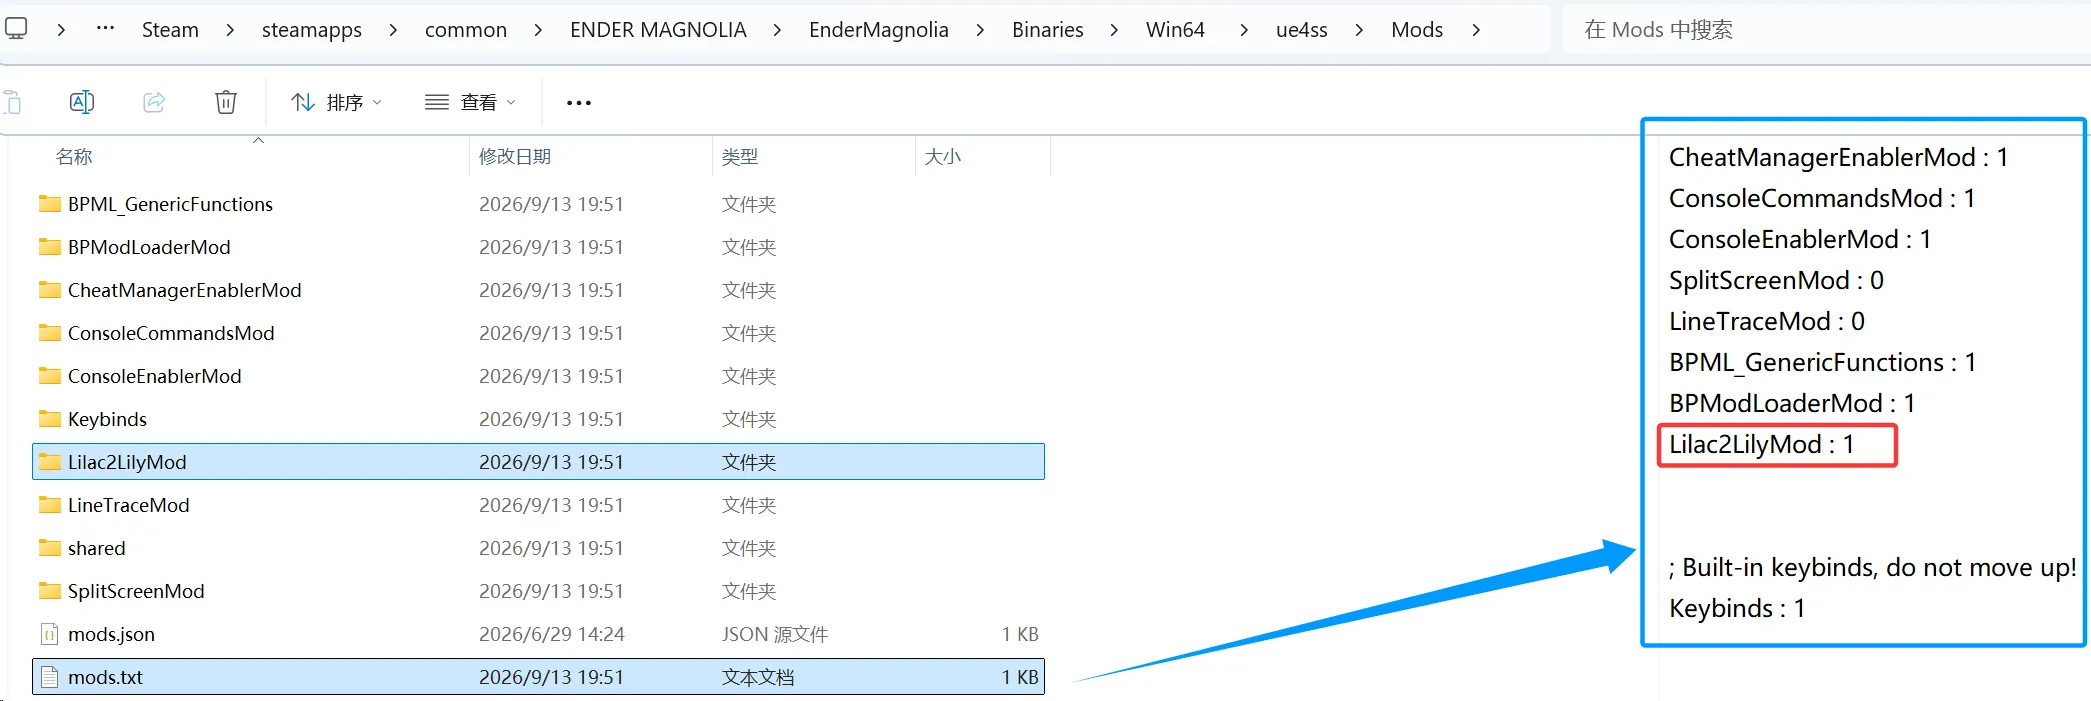 Steam > steamapps > common > ENDER MAGNOLIA > EnderMagnolia > Binaries > Win64 > ue4ss > Mods >
在 Mods 中搜索
排序 查看
名称 修改日期 类型 大小
BPML_GenericFunctions 2026/9/13 19:51 文件夹
BPModLoaderMod 2026/9/13 19:51 文件夹
CheatManagerEnablerMod 2026/9/13 19:51 文件夹
ConsoleCommandsMod 2026/9/13 19:51 文件夹
ConsoleEnablerMod 2026/9/13 19:51 文件夹
Keybinds 2026/9/13 19:51 文件夹
Lilac2LilyMod 2026/9/13 19:51 文件夹
LineTraceMod 2026/9/13 19:51 文件夹
shared 2026/9/13 19:51 文件夹
SplitScreenMod 2026/9/13 19:51 文件夹
mods.json 2026/6/29 14:24 JSON 源文件 1 KB
mods.txt 2026/9/13 19:51 文本文档 1 KB
CheatManagerEnablerMod : 1
ConsoleCommandsMod : 1
ConsoleEnablerMod : 1
SplitScreenMod : 0
LineTraceMod : 0
BPML_GenericFunctions : 1
BPModLoaderMod : 1
Lilac2LilyMod : 1
; Built-in keybinds, do not move up!
Keybinds : 1